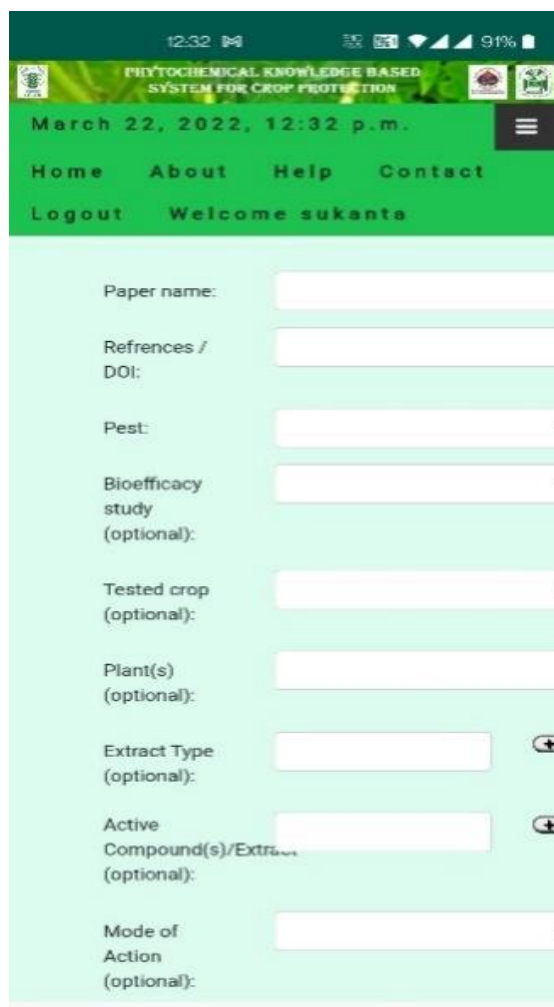 12:32 91%
PHYTOCHEMICAL KNOWLEDGE BASED
SYSTEM FOR CROP PROTECTION
March 22, 2022, 12:32 p.m.
Home About Help Contact
Logout Welcome sukanta
Paper name:
Refrences /
DOI:
Pest:
Bioefficacy
study
(optional):
Tested crop
(optional):
Plant(s)
(optional):
Extract Type
(optional):
Active
Compound(s)/Extract
(optional):
Mode of
Action
(optional):